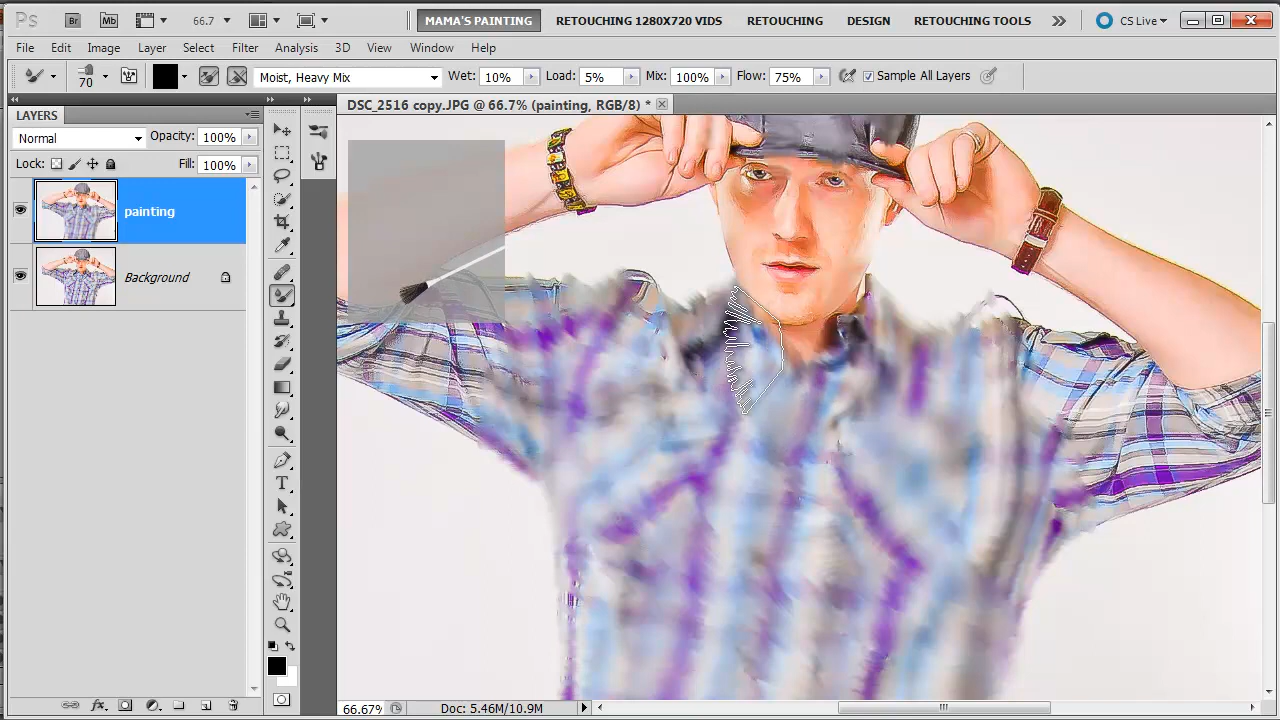 Ps Br Mb 66.7 MAMA'S PAINTING RETOUCHING 1280X720 VIDS RETOUCHING DESIGN RETOUCHING TOOLS CS Live
File Edit Image Layer Select Filter Analysis 3D View Window Help
70 Moist, Heavy Mix Wet: 10% Load: 5% Mix: 100% Flow: 75% Sample All Layers
LAYERS
DSC_2516 copy.JPG @ 66.7% (painting, RGB/8) *
Normal Opacity: 100%
Lock: Fill: 100%
painting
Background
T
fx
66.67% Doc: 5.46M/10.9M